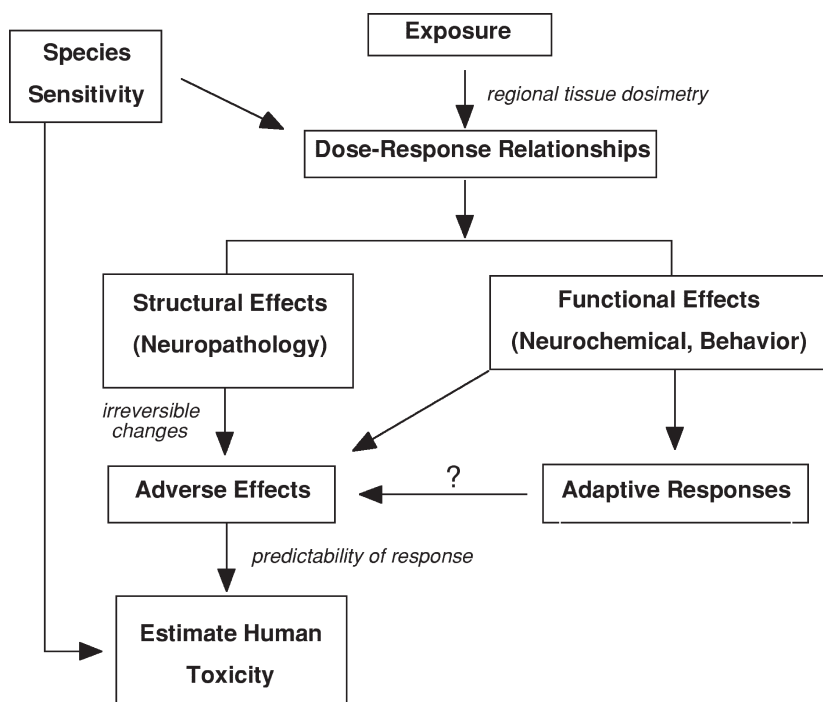 Species
Sensitivity
Exposure
regional tissue dosimetry
Dose-Response Relationships
Structural Effects
(Neuropathology)
Functional Effects
(Neurochemical, Behavior)
irreversible
changes
Adverse Effects
?
Adaptive Responses
predictability of response
Estimate Human
Toxicity